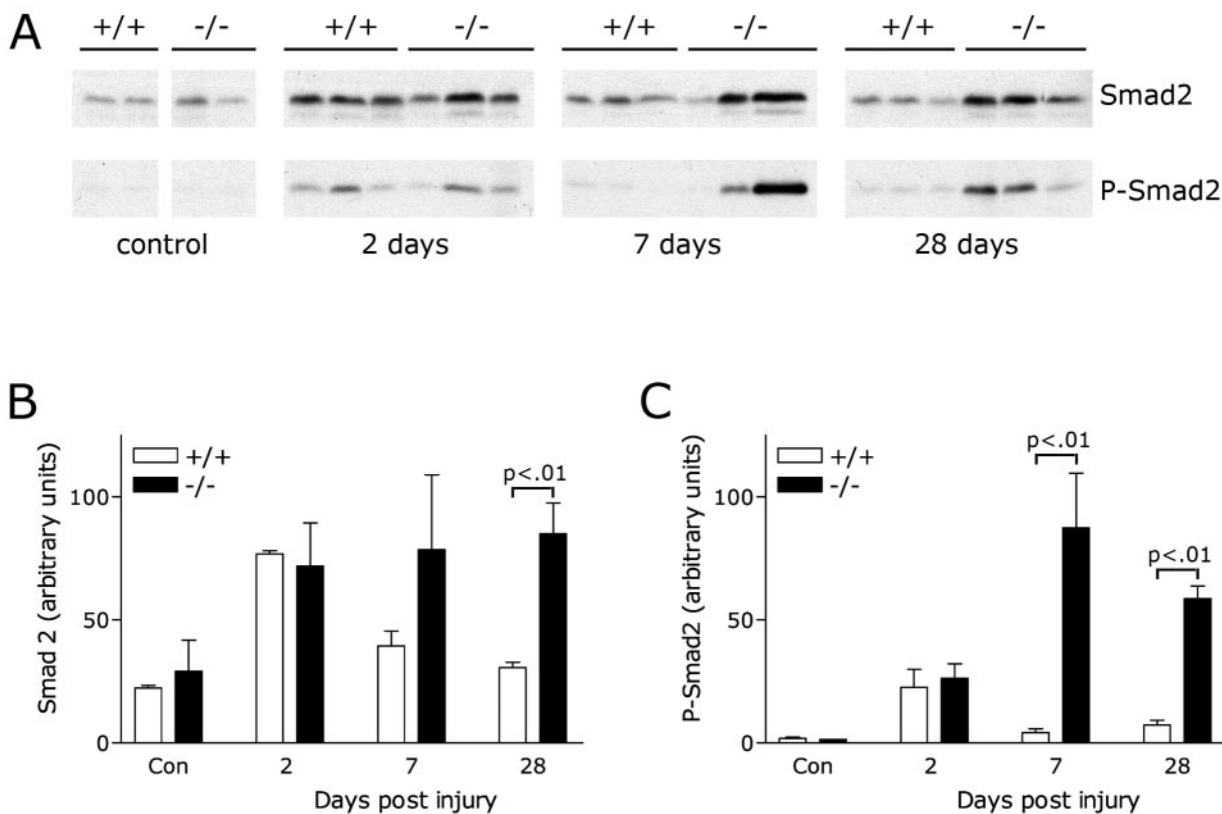 A
+/+ -/- +/+ -/- +/+ -/- +/+ -/-
Smad2
P-Smad2
control 2 days 7 days 28 days
B
Smad 2 (arbitrary units)
100
50
0
+/+
-/-
p<.01
Con 2 7 28
Days post injury
C
P-Smad2 (arbitrary units)
100
50
0
+/+
-/-
p<.01
p<.01
Con 2 7 28
Days post injury